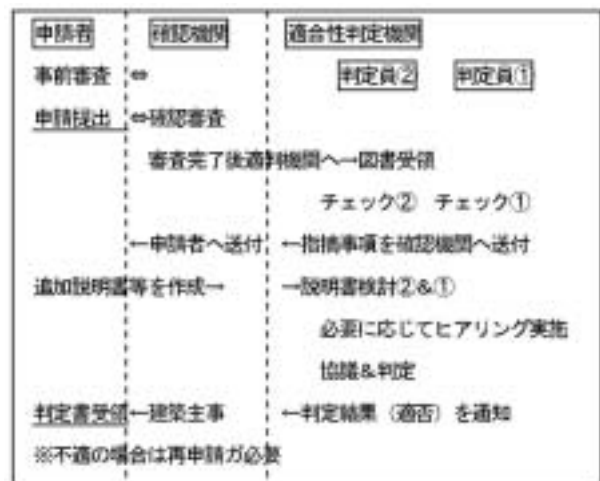 申請者 確認機関 適合性判定機関
事前審査 ⇔ 判定員② 判定員①
申請提出 ⇔確認審査
審査完了後適判機関へ→図書受領
チェック② チェック①
←申請者へ送付 ←指摘事項を確認機関へ送付
追加説明書等を作成→ →説明書検討②&①
必要に応じてヒアリング実施
協議&判定
判定書受領←建築主事 ←判定結果（適否）を通知
※不適の場合は再申請ガ必要